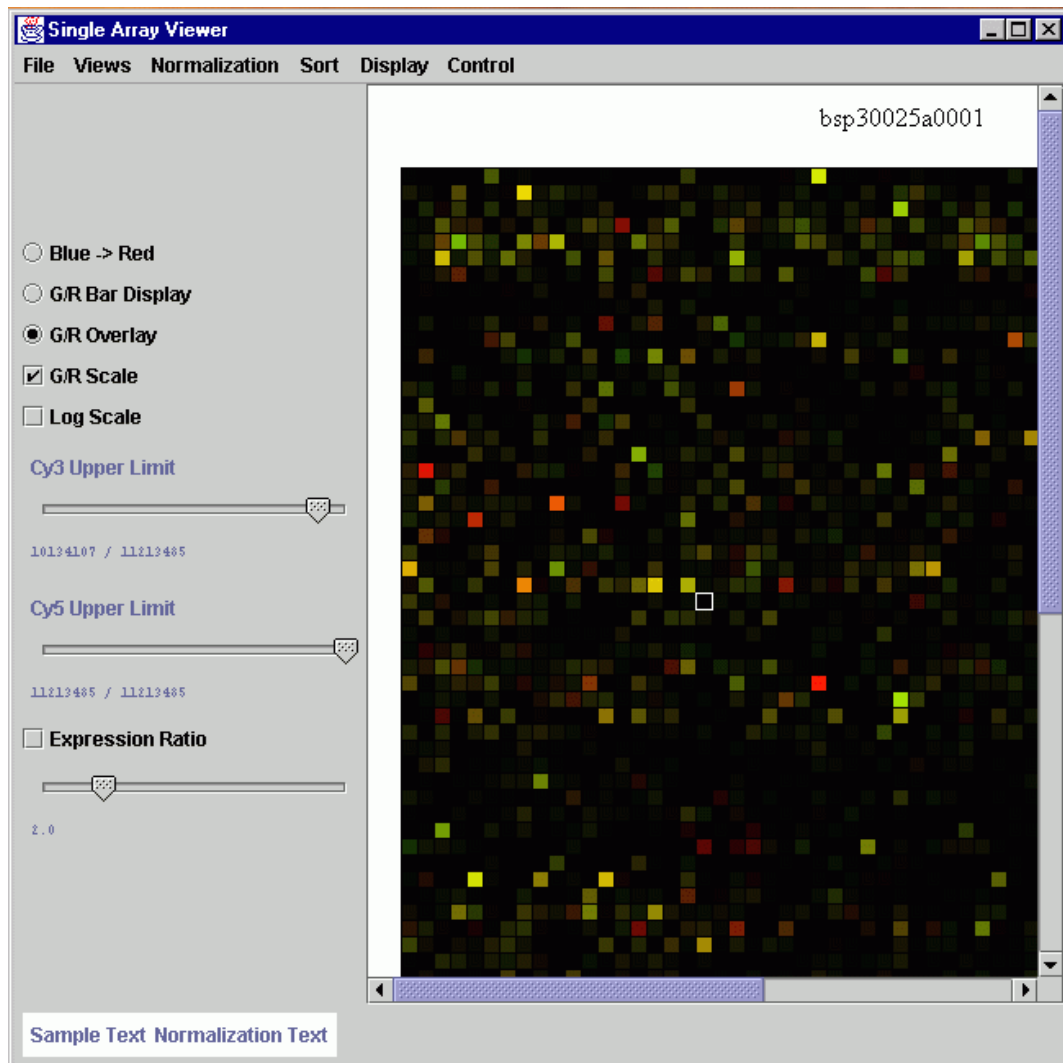 Single Array Viewer
File Views Normalization Sort Display Control
bsp30025a0001
Blue -> Red
G/R Bar Display
G/R Overlay
G/R Scale
Log Scale
Cy3 Upper Limit
10134107 / 11213485
Cy5 Upper Limit
11213485 / 11213485
Expression Ratio
2.0
Sample Text Normalization Text